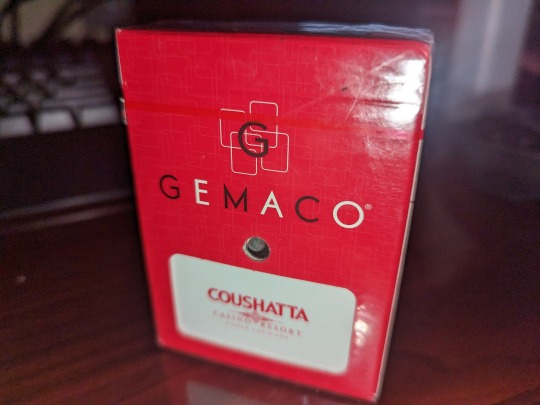 G
GEMACO®
COUSHATTA
CASINO RESORT